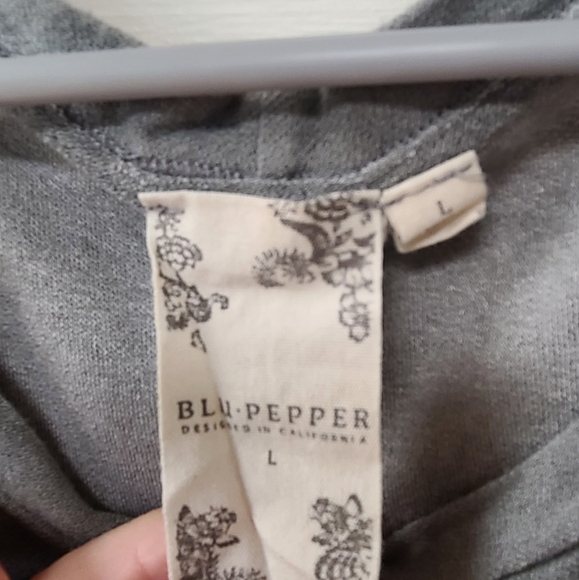 L
BLU·PEPPER
DESIGNED IN CALIFORNIA
L